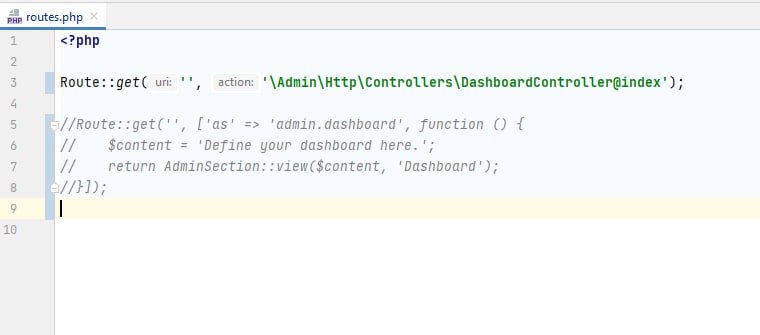 routes.php
1 <?php
2
3 Route::get( uri: '', action: '\Admin\Http\Controllers\DashboardController@index');
4
5 //Route::get('', ['as' => 'admin.dashboard', function () {
6 //    $content = 'Define your dashboard here.';
7 //    return AdminSection::view($content, 'Dashboard');
8 //}]);
9
10